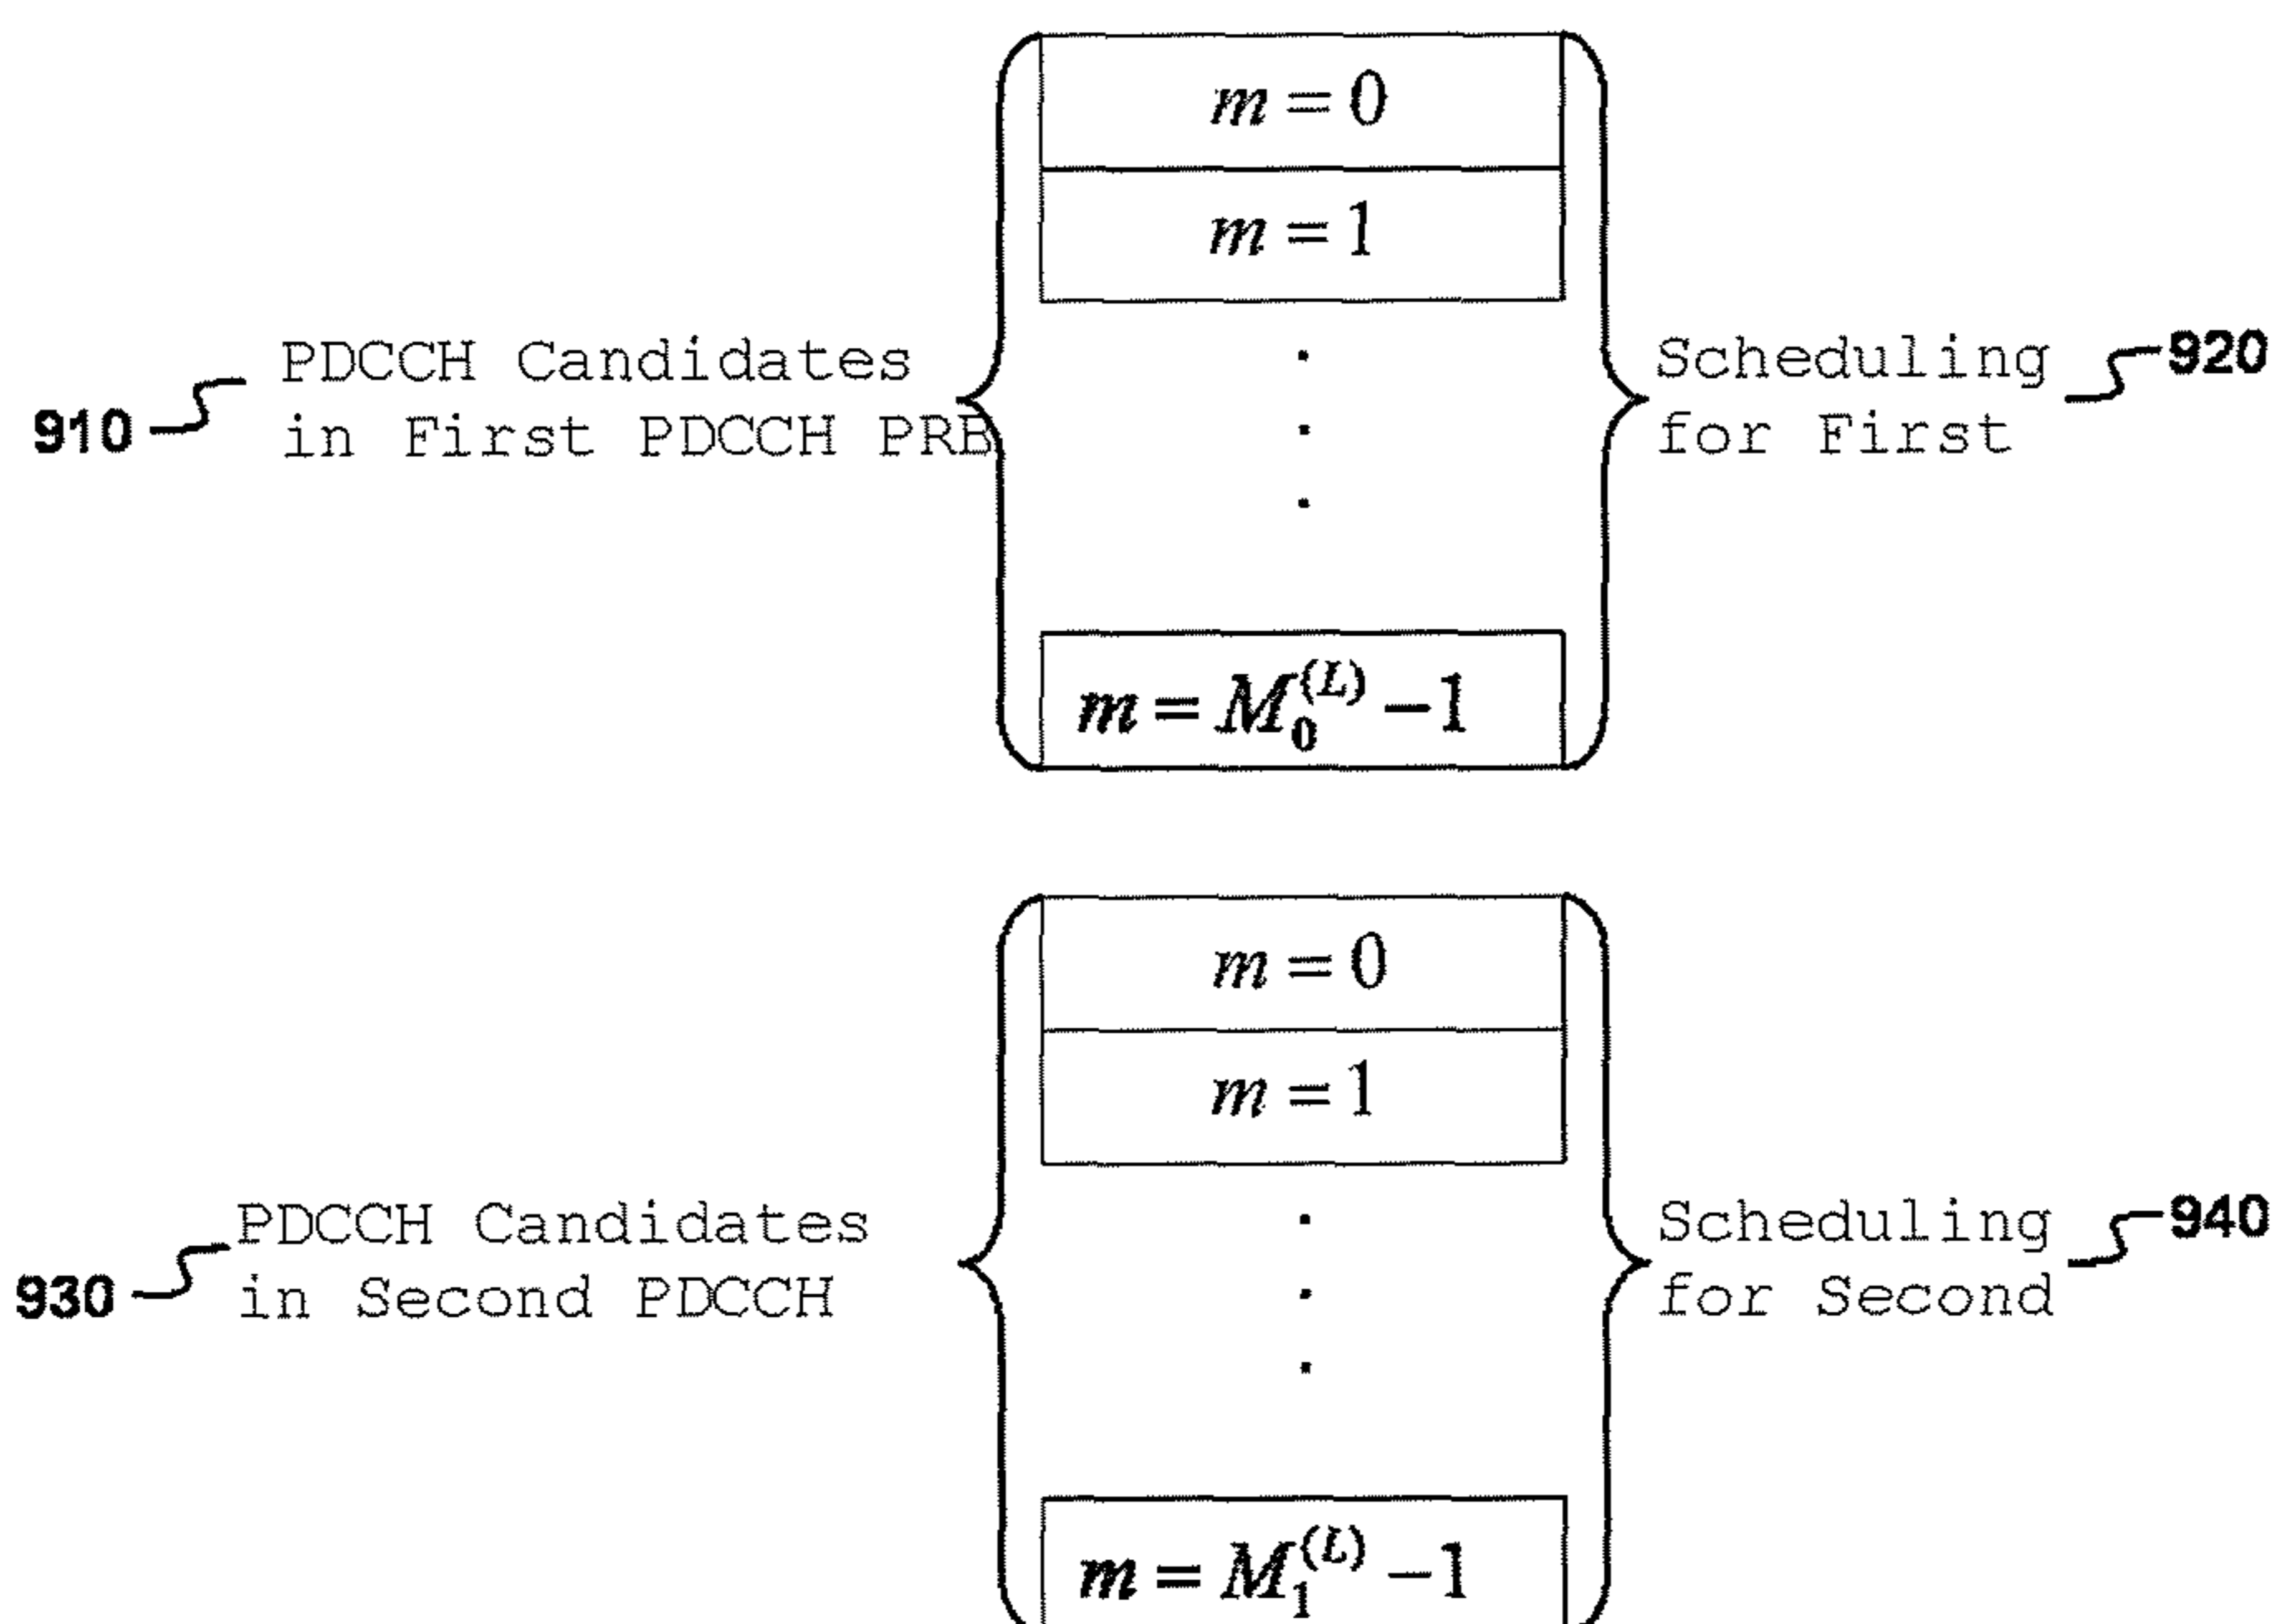 m = 0
m = 1
PDCCH Candidates
in First PDCCH PRB
910
Scheduling
for First
920
m = M_0^{(L)} − 1
m = 0
m = 1
PDCCH Candidates
in Second PDCCH
930
Scheduling
for Second
940
m = M_1^{(L)} − 1